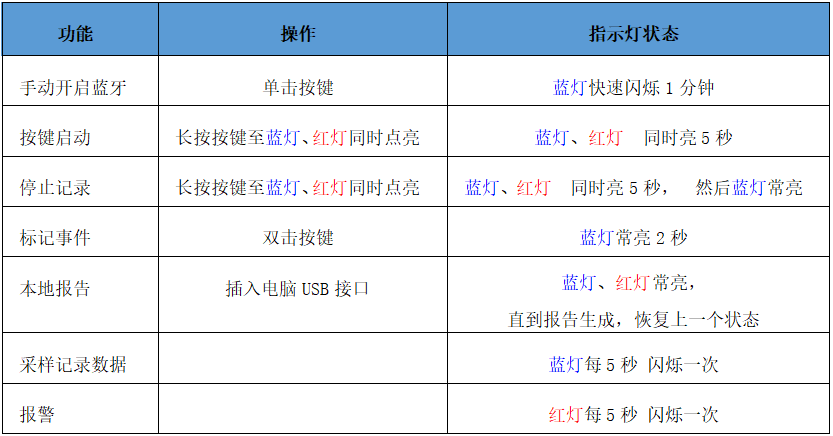 功能 操作 指示灯状态
手动开启蓝牙 单击按键 蓝灯快速闪烁 1 分钟
按键启动 长按按键至蓝灯、红灯同时点亮 蓝灯、红灯 同时亮 5 秒
停止记录 长按按键至蓝灯、红灯同时点亮 蓝灯、红灯 同时亮 5 秒， 然后蓝灯常亮
标记事件 双击按键 蓝灯常亮 2 秒
本地报告 插入电脑 USB 接口 蓝灯、红灯常亮，
直到报告生成，恢复上一个状态
采样记录数据 蓝灯每 5 秒 闪烁一次
报警 红灯每 5 秒 闪烁一次